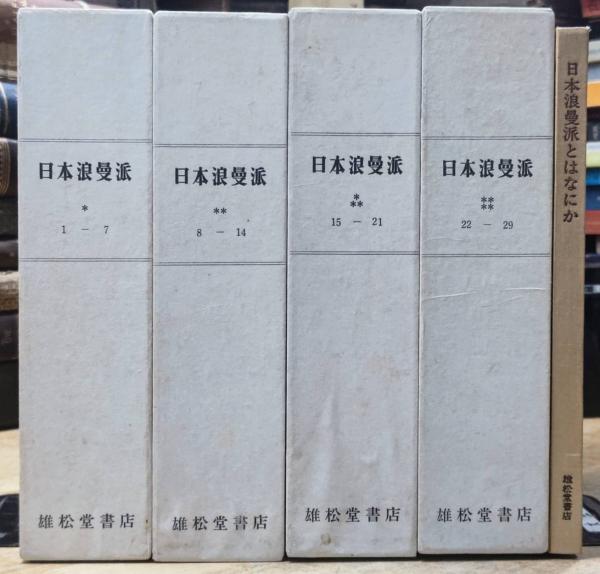 日本浪曼派
*
1 — 7
雄松堂書店
日本浪曼派
**
8 — 14
雄松堂書店
日本浪曼派
***
15 — 21
雄松堂書店
日本浪曼派
****
22 — 29
雄松堂書店
日本浪曼派とはなにか
雄松堂書店